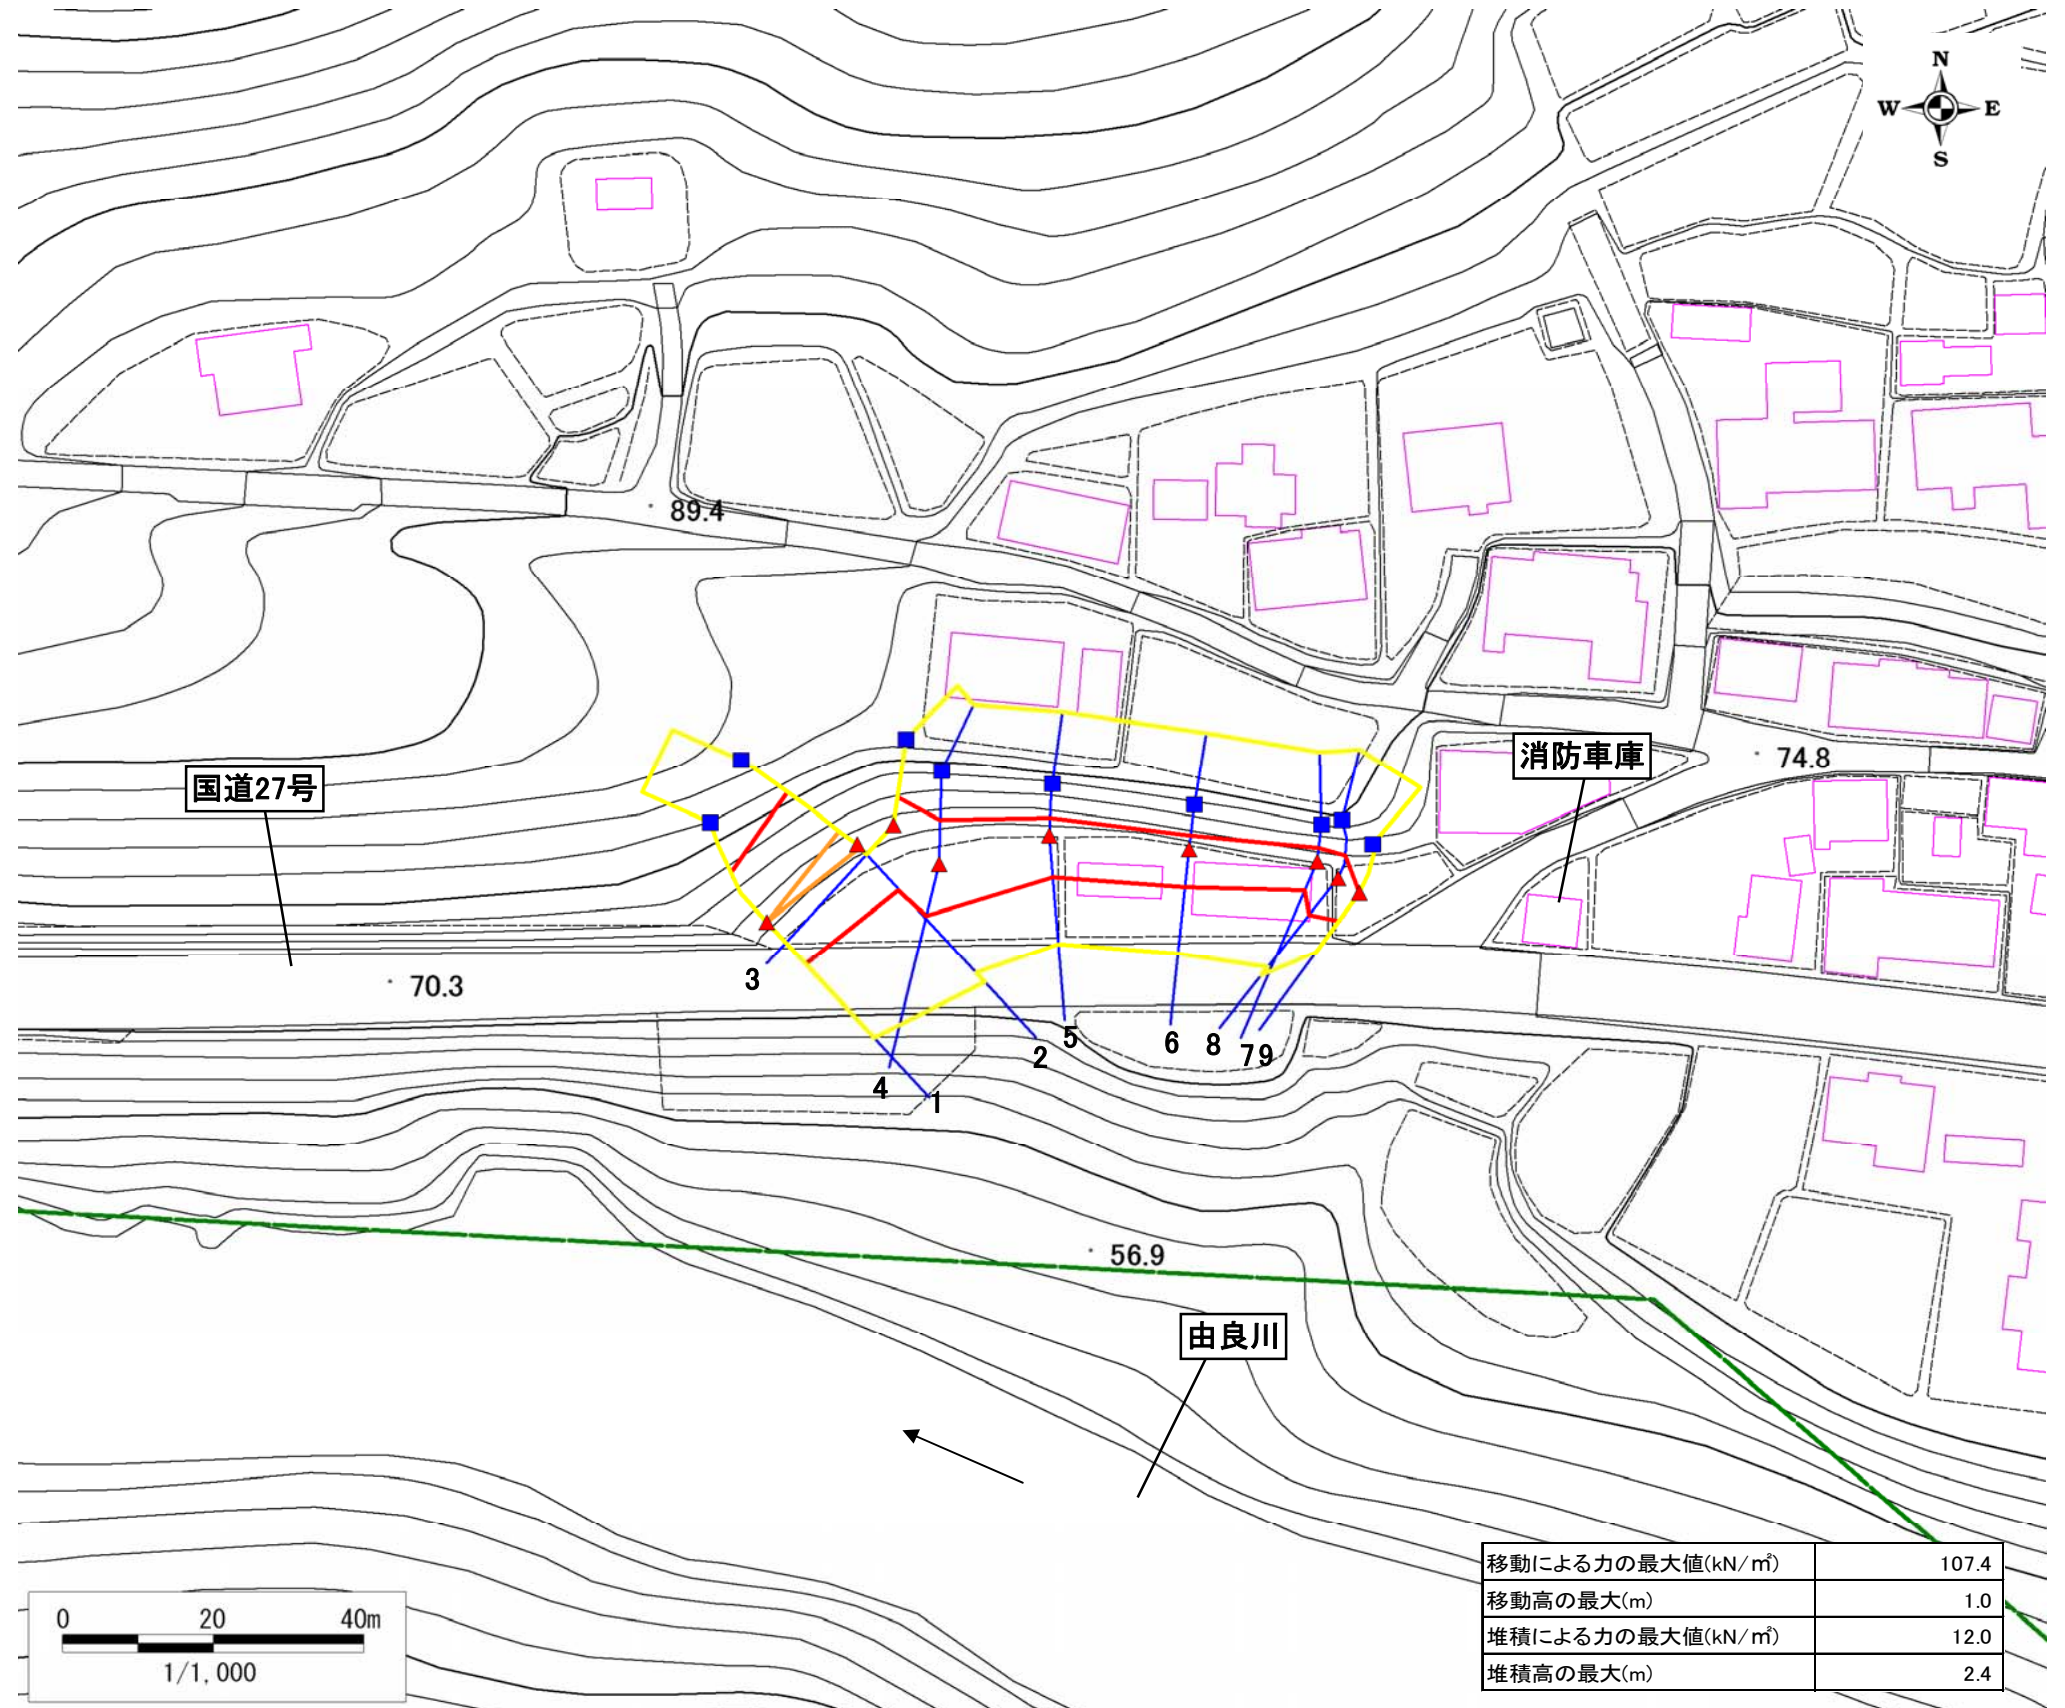 N
W E
S
89.4
消防車庫
74.8
国道27号
70.3
3
5
2
6
8
7
9
4
1
56.9
由良川
移動による力の最大値(kN/㎡) 107.4
移動高の最大(m) 1.0
堆積による力の最大値(kN/㎡) 12.0
堆積高の最大(m) 2.4
0 20 40m
1/1,000